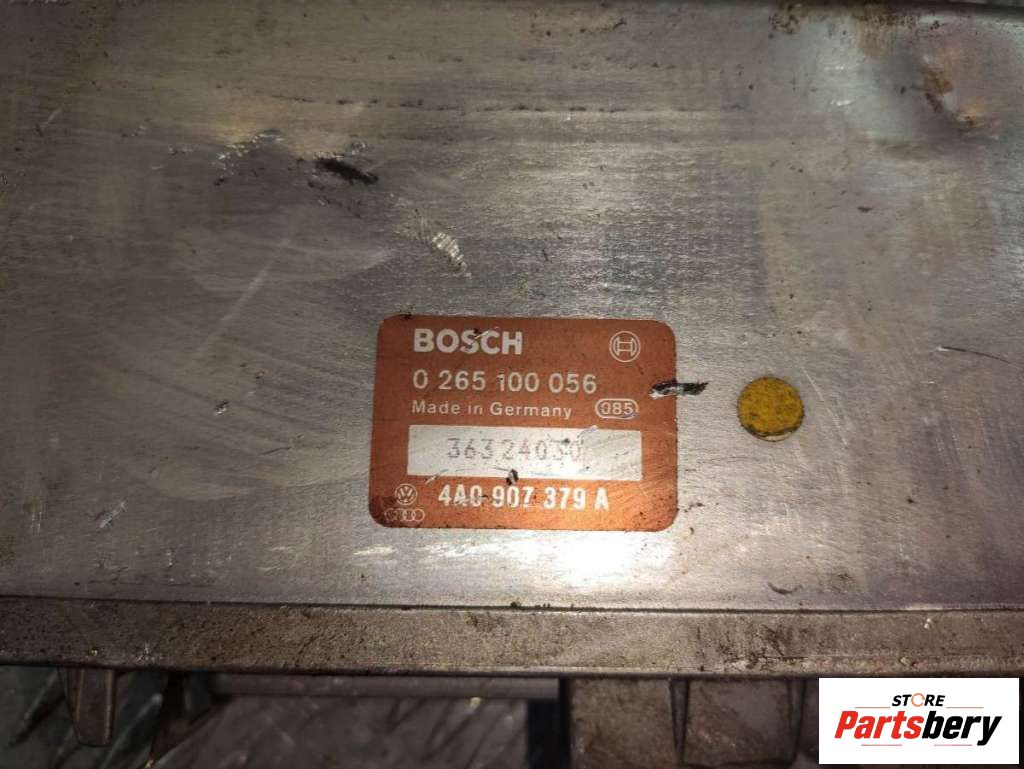 BOSCH
0 265 100 056
Made in Germany 085
36324030
4A0 907 379 A
STORE
Partsbery